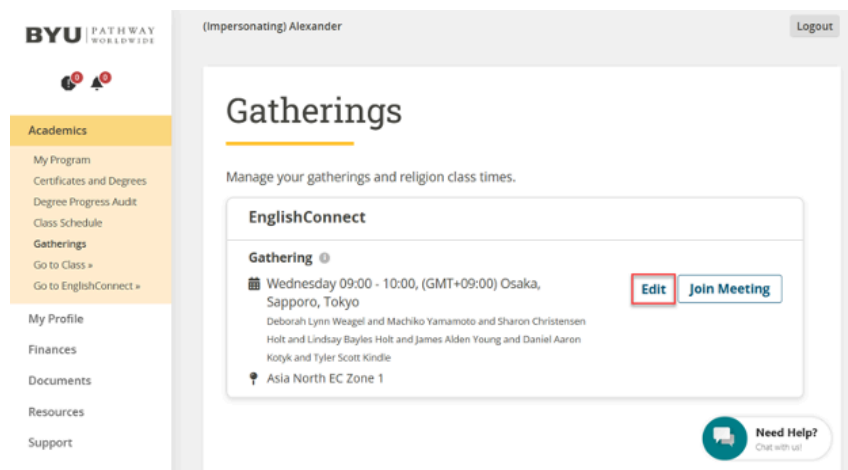 BYU PATHWAY
WORLDWIDE
(Impersonating) Alexander
Logout
0 0
Academics
My Program
Certificates and Degrees
Degree Progress Audit
Class Schedule
Gatherings
Go to Class »
Go to EnglishConnect »
My Profile
Finances
Documents
Resources
Support
Gatherings
Manage your gatherings and religion class times.
EnglishConnect
Gathering
Wednesday 09:00 - 10:00, (GMT+09:00) Osaka,
Sapporo, Tokyo
Deborah Lynn Weagel and Machiko Yamamoto and Sharon Christensen
Holt and Lindsay Bayles Holt and James Alden Young and Daniel Aaron
Kotyk and Tyler Scott Kindle
Asia North EC Zone 1
Edit
Join Meeting
Need Help?
Chat with us!